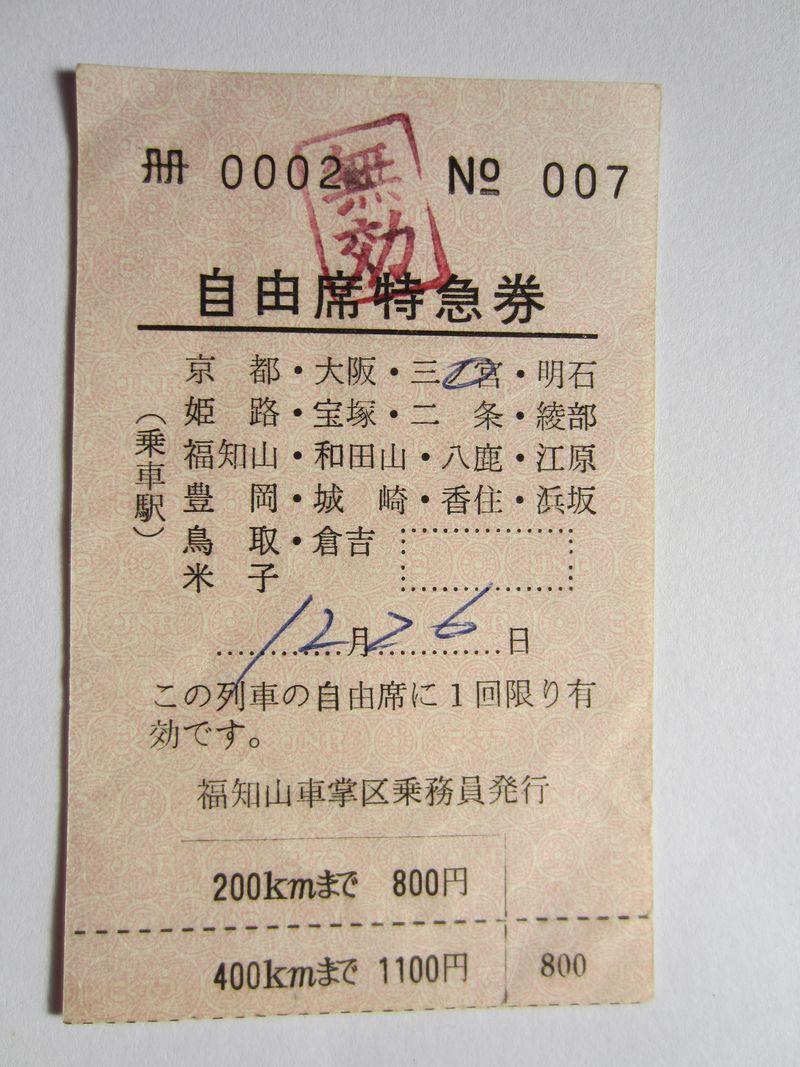 冊 0002 № 007
無効
自由席特急券
(乗車駅)
京都・大阪・三ノ宮・明石
姫路・宝塚・二条・綾部
福知山・和田山・八鹿・江原
豊岡・城崎・香住・浜坂
鳥取・倉吉
米子
12月26日
この列車の自由席に1回限り有
効です。
福知山車掌区乗務員発行
200kmまで 800円
400kmまで 1100円 800